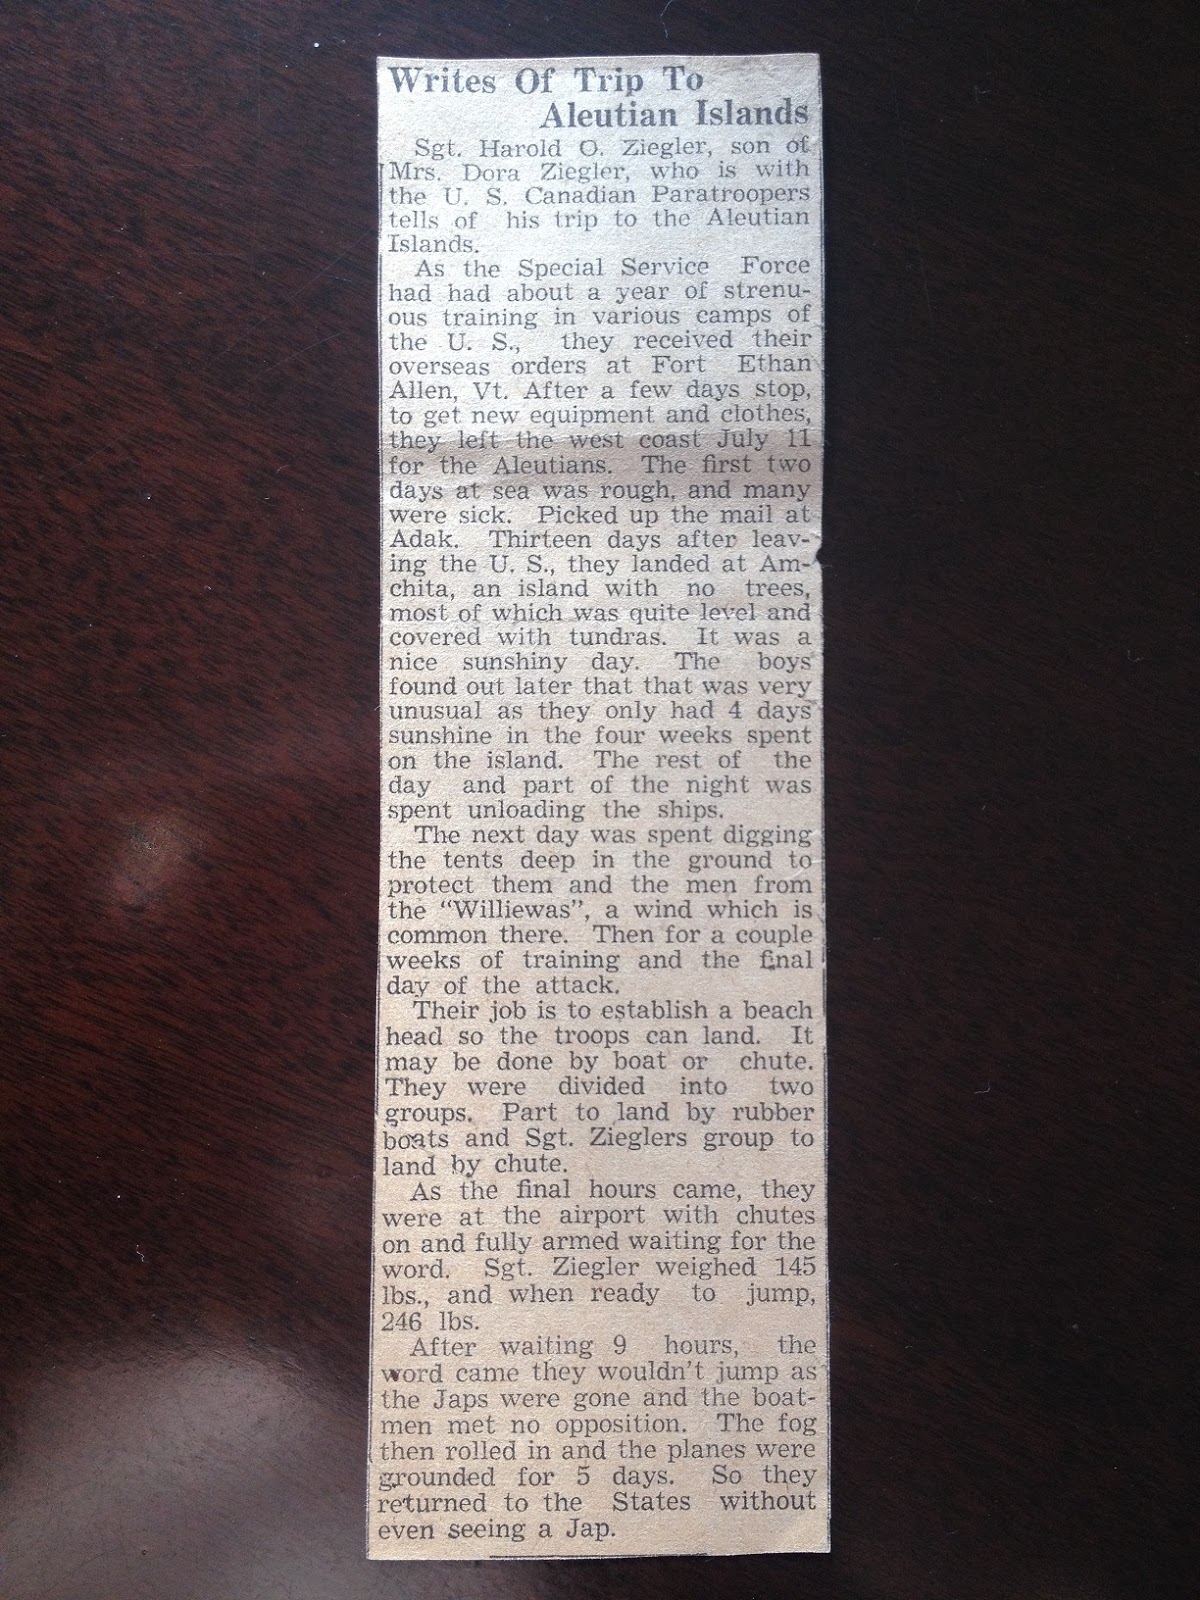 Writes Of Trip To
Aleutian Islands
Sgt. Harold O. Ziegler, son of
Mrs. Dora Ziegler, who is with
the U. S. Canadian Paratroopers
tells of his trip to the Aleutian
Islands.
As the Special Service Force
had had about a year of strenu-
ous training in various camps of
the U. S., they received their
overseas orders at Fort Ethan
Allen, Vt. After a few days stop,
to get new equipment and clothes,
they left the west coast July 11
for the Aleutians. The first two
days at sea was rough, and many
were sick. Picked up the mail at
Adak. Thirteen days after leav-
ing the U. S., they landed at Am-
chita, an island with no trees,
most of which was quite level and
covered with tundras. It was a
nice sunshiny day. The boys
found out later that that was very
unusual as they only had 4 days
sunshine in the four weeks spent
on the island. The rest of the
day and part of the night was
spent unloading the ships.
The next day was spent digging
the tents deep in the ground to
protect them and the men from
the "Williewas", a wind which is
common there. Then for a couple
weeks of training and the final
day of the attack.
Their job is to establish a beach
head so the troops can land. It
may be done by boat or chute.
They were divided into two
groups. Part to land by rubber
boats and Sgt. Zieglers group to
land by chute.
As the final hours came, they
were at the airport with chutes
on and fully armed waiting for the
word. Sgt. Ziegler weighed 145
lbs., and when ready to jump,
246 lbs.
After waiting 9 hours, the
word came they wouldn't jump as
the Japs were gone and the boat-
men met no opposition. The fog
then rolled in and the planes were
grounded for 5 days. So they
returned to the States without
even seeing a Jap.